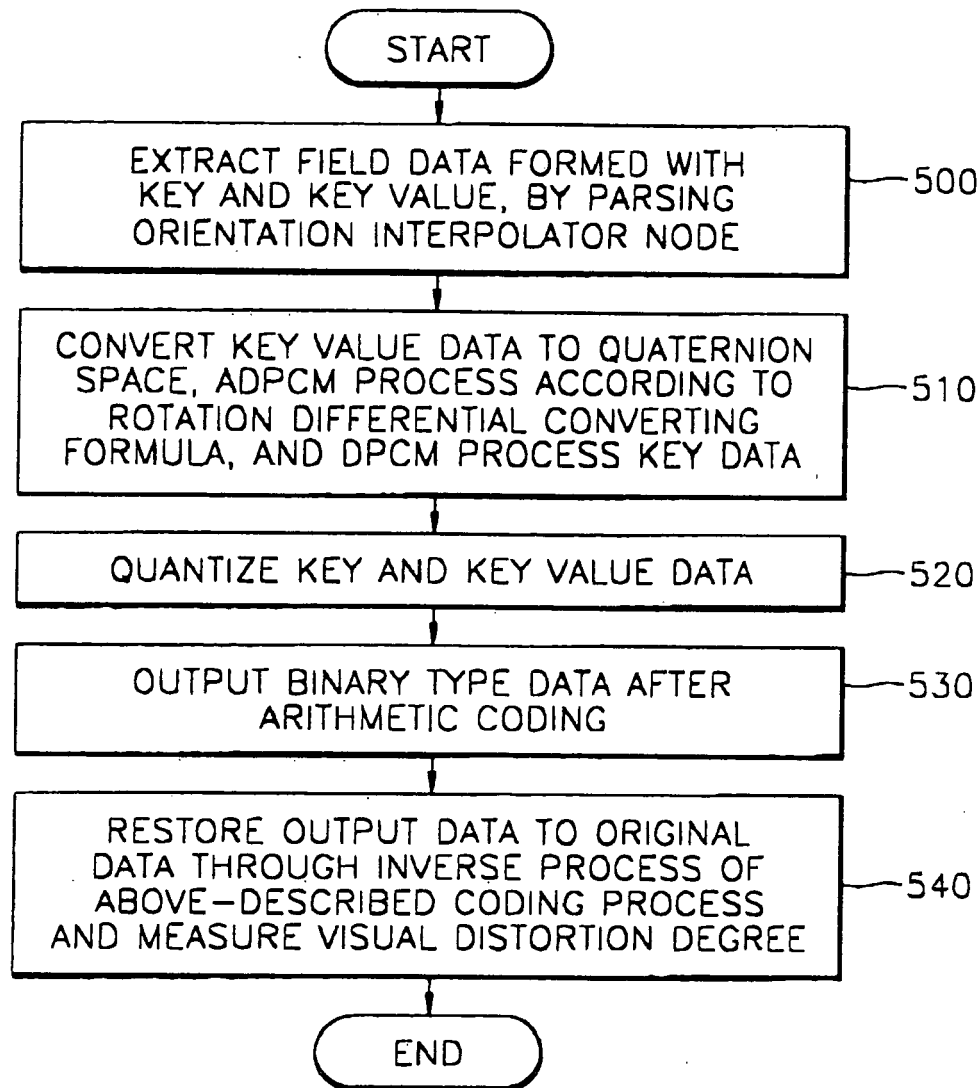 START
EXTRACT FIELD DATA FORMED WITH
KEY AND KEY VALUE, BY PARSING
ORIENTATION INTERPOLATOR NODE
500
CONVERT KEY VALUE DATA TO QUATERNION
SPACE, ADPCM PROCESS ACCORDING TO
ROTATION DIFFERENTIAL CONVERTING
FORMULA, AND DPCM PROCESS KEY DATA
510
QUANTIZE KEY AND KEY VALUE DATA
520
OUTPUT BINARY TYPE DATA AFTER
ARITHMETIC CODING
530
RESTORE OUTPUT DATA TO ORIGINAL
DATA THROUGH INVERSE PROCESS OF
ABOVE-DESCRIBED CODING PROCESS
AND MEASURE VISUAL DISTORTION DEGREE
540
END